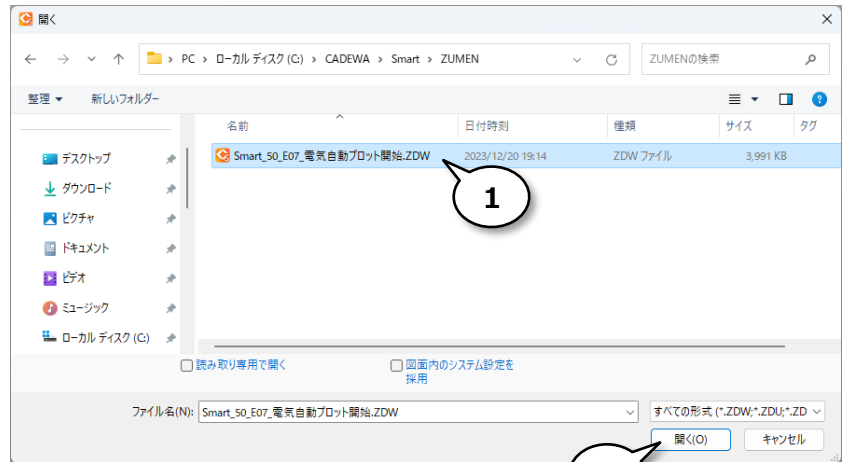 開く
PC > ローカル ディスク (C:) > CADEWA > Smart > ZUMEN
ZUMENの検索
整理 新しいフォルダー
名前 日付時刻 種類 サイズ タグ
Smart_50_E07_電気自動プロット開始.ZDW 2023/12/20 19:14 ZDW ファイル 3,991 KB
1
デスクトップ
ダウンロード
ピクチャ
ドキュメント
ビデオ
ミュージック
ローカル ディスク (C:)
読み取り専用で開く 図面内のシステム設定を
採用
ファイル名(N): Smart_50_E07_電気自動プロット開始.ZDW すべての形式 (*.ZDW;*.ZDU;*.ZD
開く(O) キャンセル